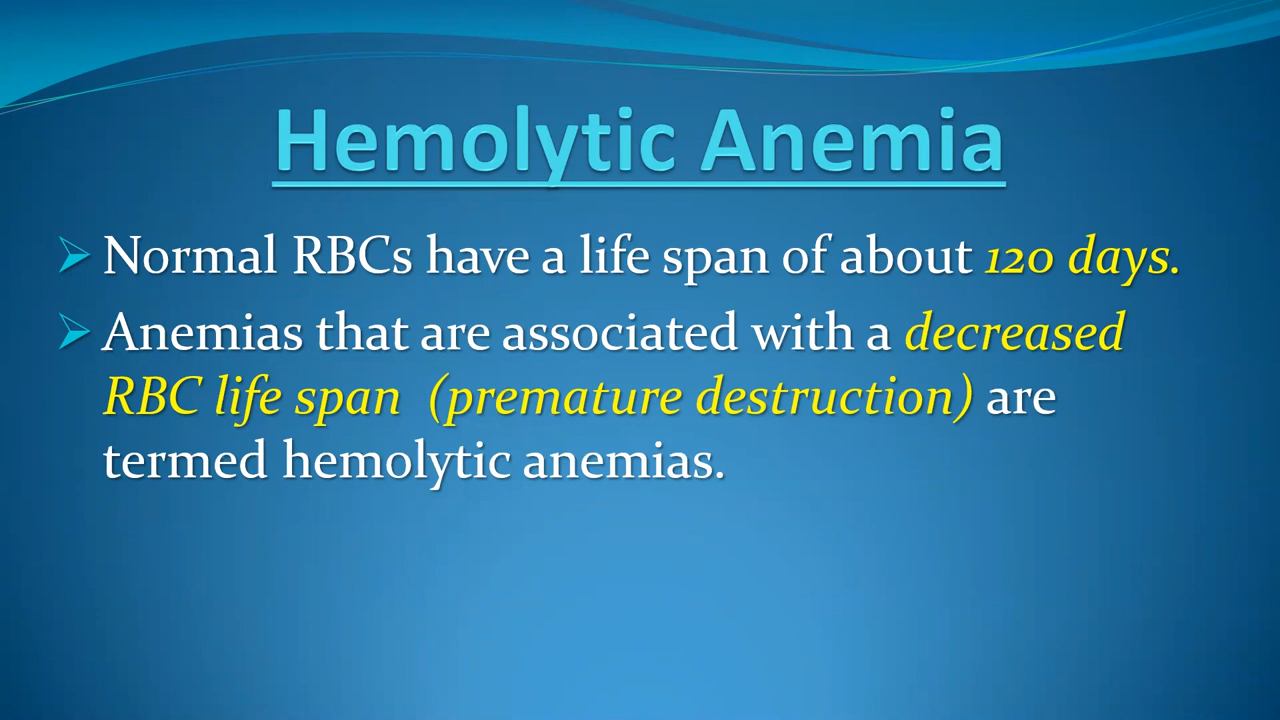 Hemolytic Anemia
Normal RBCs have a life span of about 120 days.
Anemias that are associated with a decreased
RBC life span (premature destruction) are
termed hemolytic anemias.